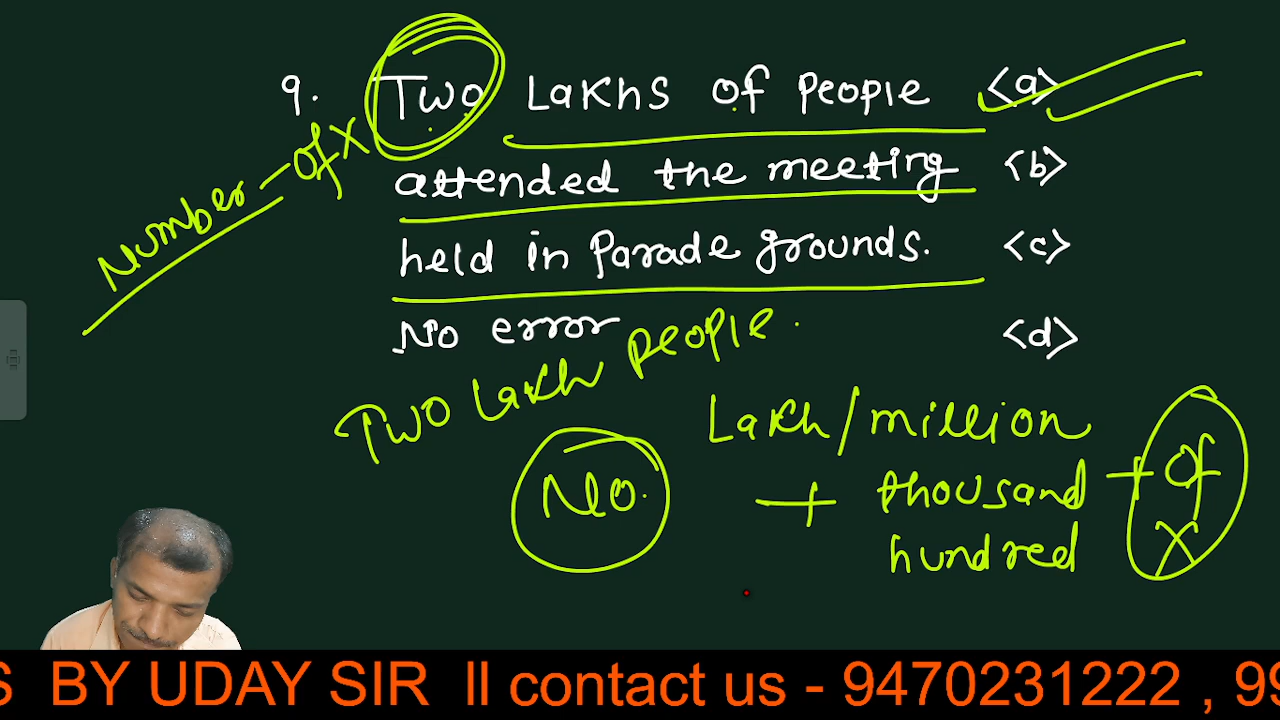 9. Two Lakhs of people <a>
attended the meeting <b>
held in Parade grounds. <c>
No error <d>
Number - of X
Two Lakh people.
No. + Lakh/million + of
thousand X
hundred
S BY UDAY SIR ll contact us - 9470231222 , 99